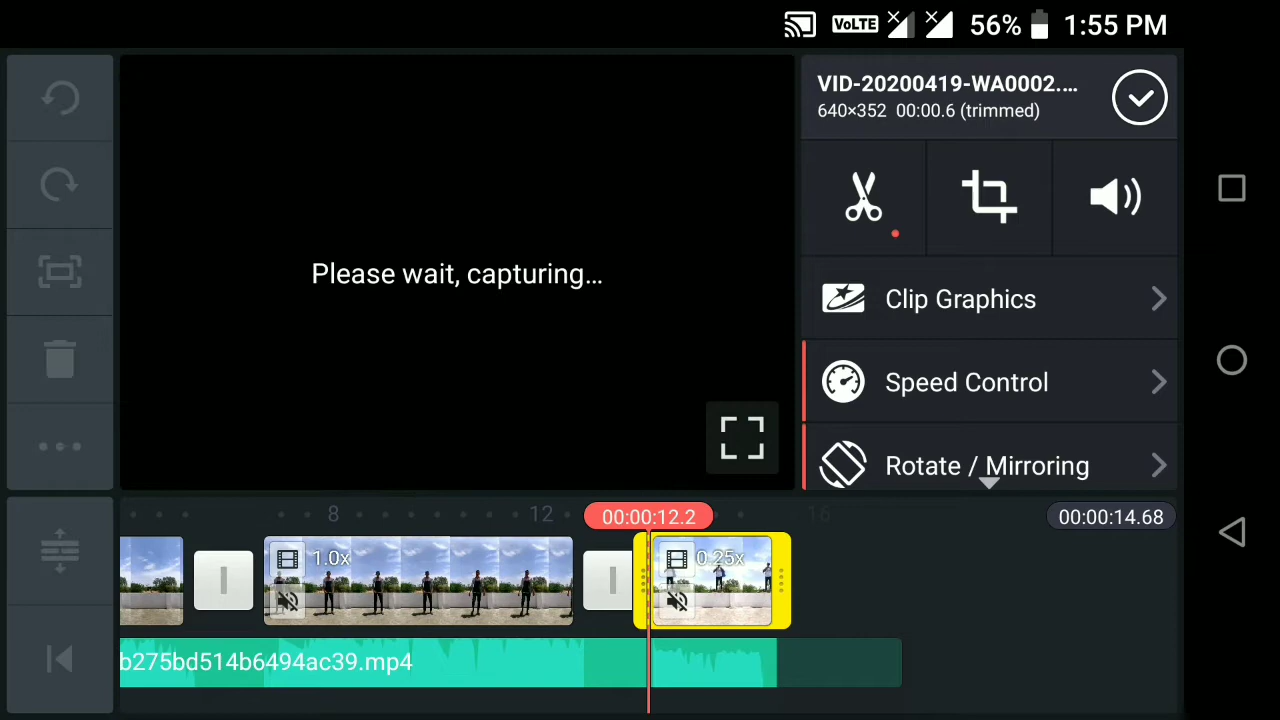 VoLTE 56% 1:55 PM
VID-20200419-WA0002.…
640×352 00:00.6 (trimmed)
Please wait, capturing…
Clip Graphics
Speed Control
Rotate / Mirroring
8 12 00:00:12.2 16 00:00:14.68
1.0x 0.25x
b275bd514b6494ac39.mp4